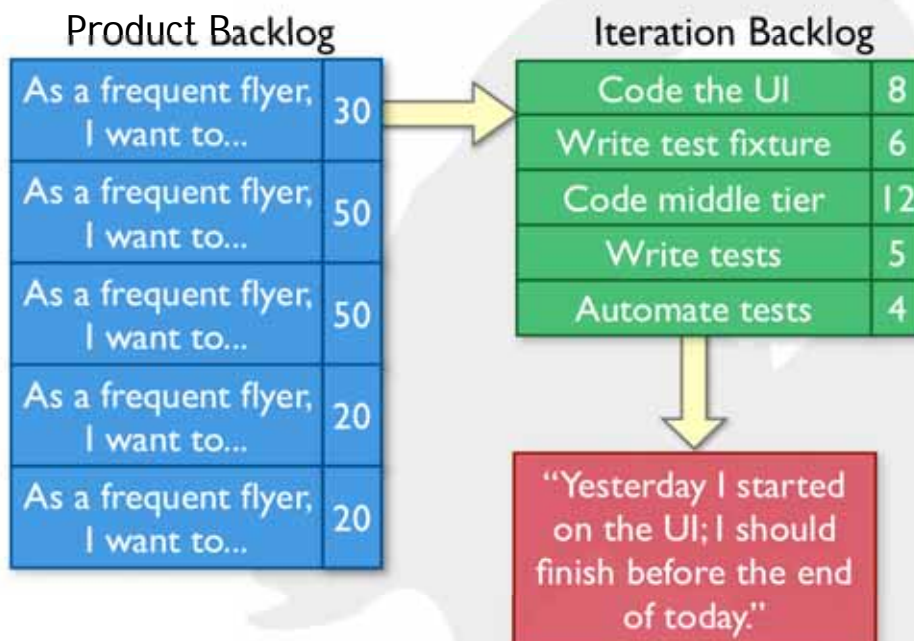 Product Backlog
As a frequent flyer,
I want to...
30
As a frequent flyer,
I want to...
50
As a frequent flyer,
I want to...
50
As a frequent flyer,
I want to...
20
As a frequent flyer,
I want to...
20
Iteration Backlog
Code the UI 8
Write test fixture 6
Code middle tier 12
Write tests 5
Automate tests 4
“Yesterday I started
on the UI; I should
finish before the end
of today.”